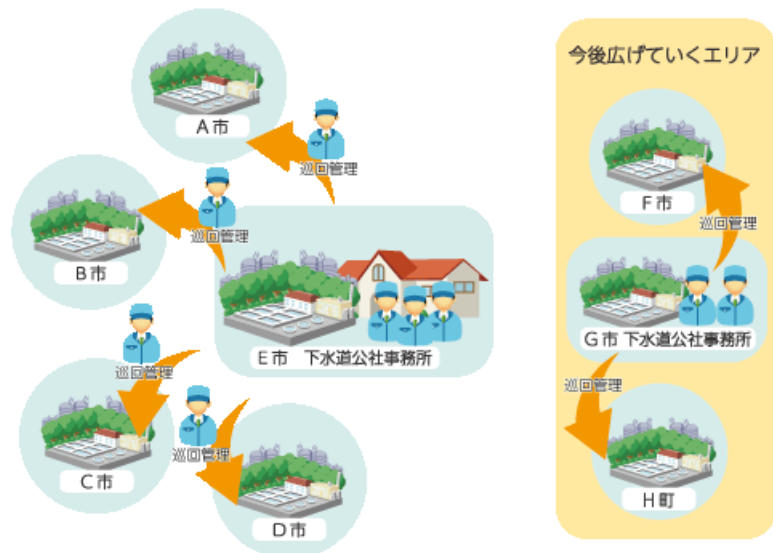 A市
巡回管理
巡回管理
B市
E市 下水道公社事務所
巡回管理
C市
巡回管理
D市
今後広げていくエリア
F市
巡回管理
G市 下水道公社事務所
巡回管理
H町